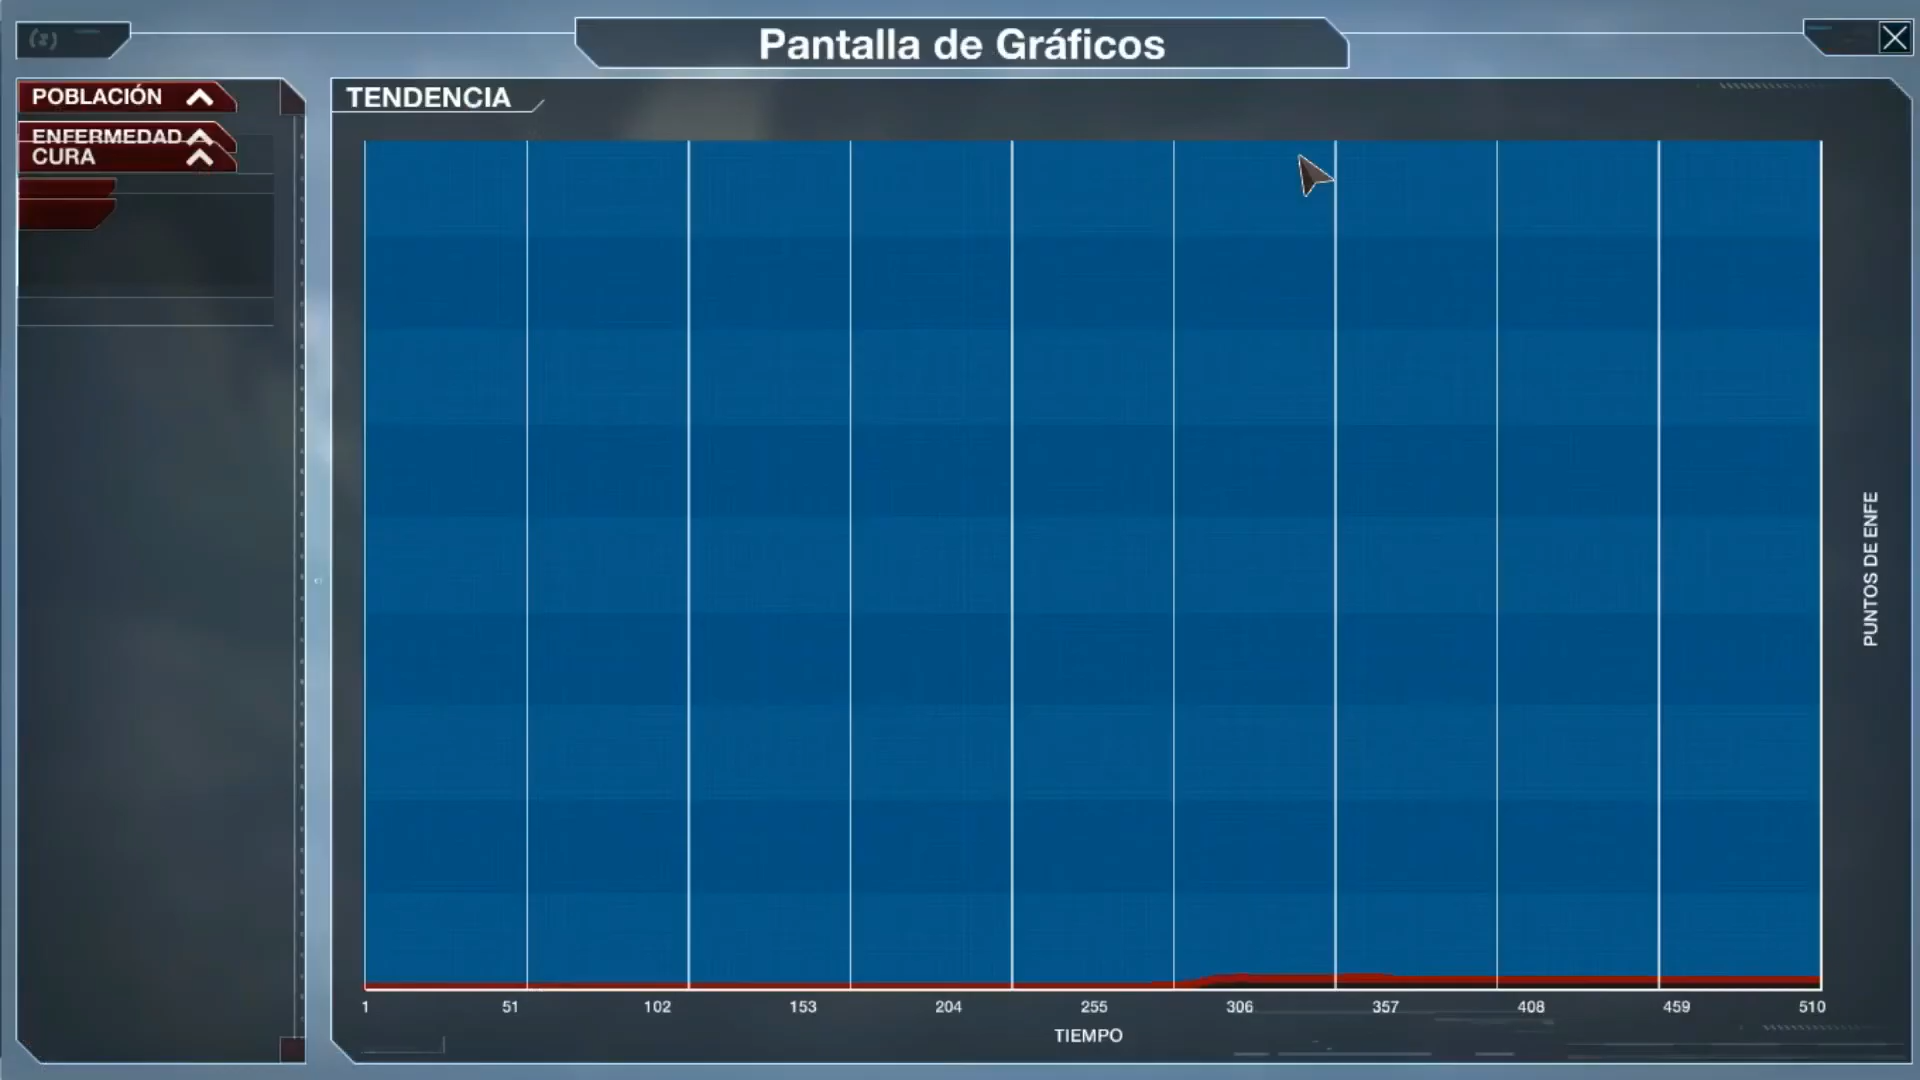 Pantalla de Gráficos
POBLACIÓN
ENFERMEDAD
CURA
TENDENCIA
PUNTOS DE ENFE
1 51 102 153 204 255 306 357 408 459 510
TIEMPO